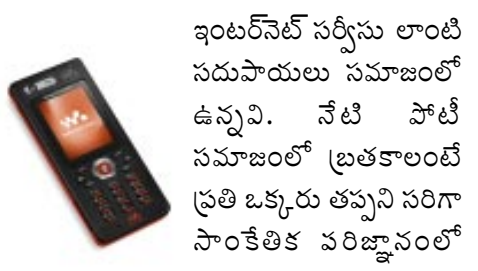 ఇంటర్‌నెట్ సర్వీసు లాంటి
సదుపాయలు సమాజంలో
ఉన్నవి. నేటి పోటీ
సమాజంలో బ్రతకాలంటే
ప్రతి ఒక్కరు తప్పని సరిగా
సాంకేతిక పరిజ్ఞానంలో